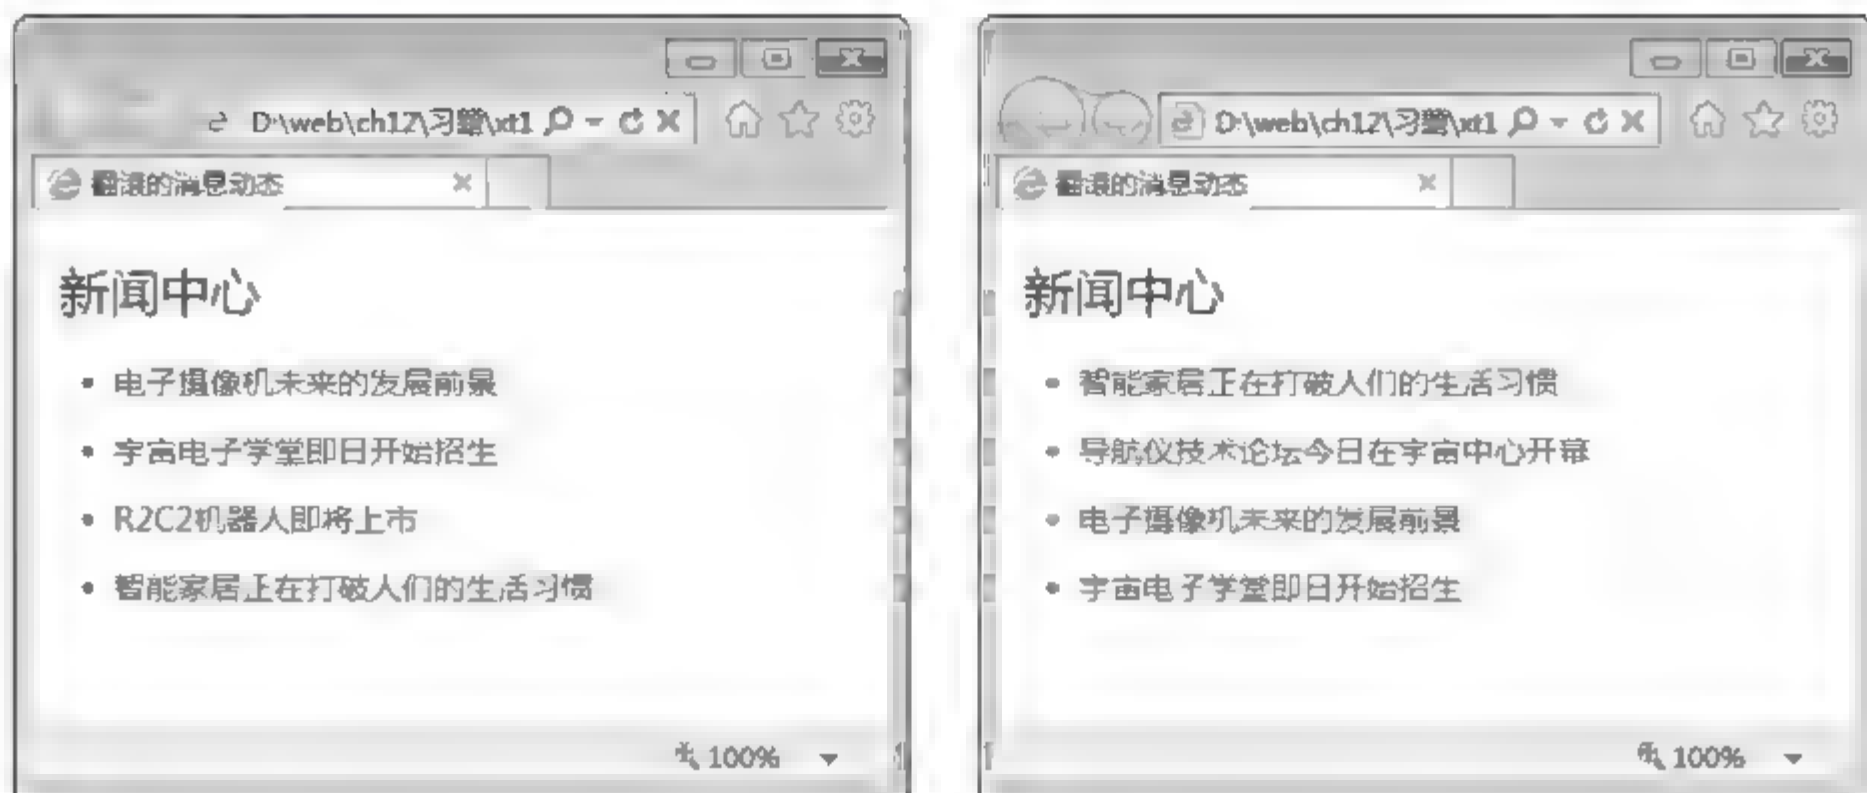 D:\web\ch12\习题\xt1
翻滚的消息动态
新闻中心
• 电子摄像机未来的发展前景
• 宇宙电子学堂即日开始招生
• R2C2机器人即将上市
• 智能家居正在打破人们的生活习惯
100%
D:\web\ch12\习题\xt1
翻滚的消息动态
新闻中心
• 智能家居正在打破人们的生活习惯
• 导航仪技术论坛今日在宇宙中心开幕
• 电子摄像机未来的发展前景
• 宇宙电子学堂即日开始招生
100%